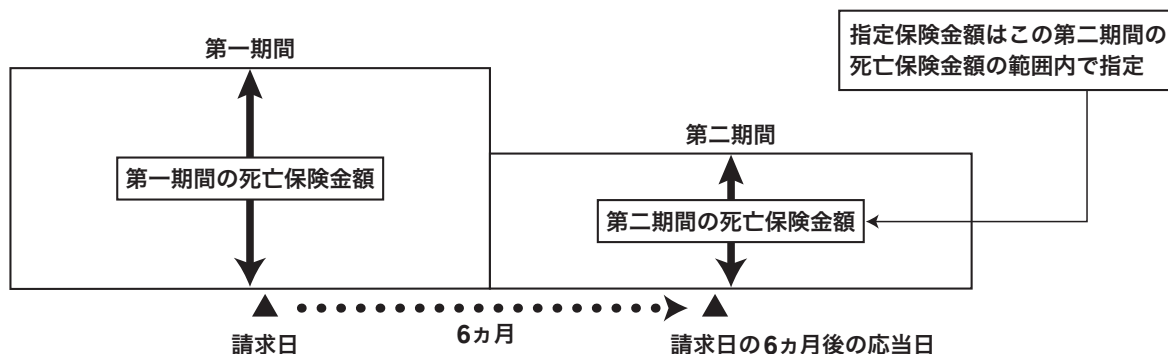 第一期間
指定保険金額はこの第二期間の
死亡保険金額の範囲内で指定
第二期間
第一期間の死亡保険金額
第二期間の死亡保険金額
6ヵ月
請求日
請求日の6ヵ月後の応当日